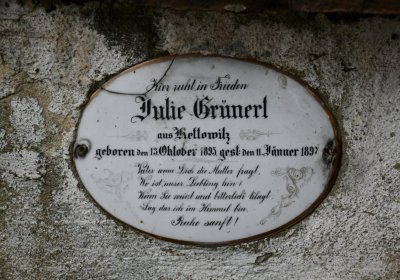 Hier ruht in Frieden
Julie Grünerl
aus Kettowitz
geboren den 13. Oktober 1895 gest. den 11. Jänner 1897
Vater wenn Dich die Mutter fragt,
Wo ist unser Liebling hin?
Wenn Sie weint und bitterlich klagt,
Sag das ich im Himmel bin.
Ruhe sanft!